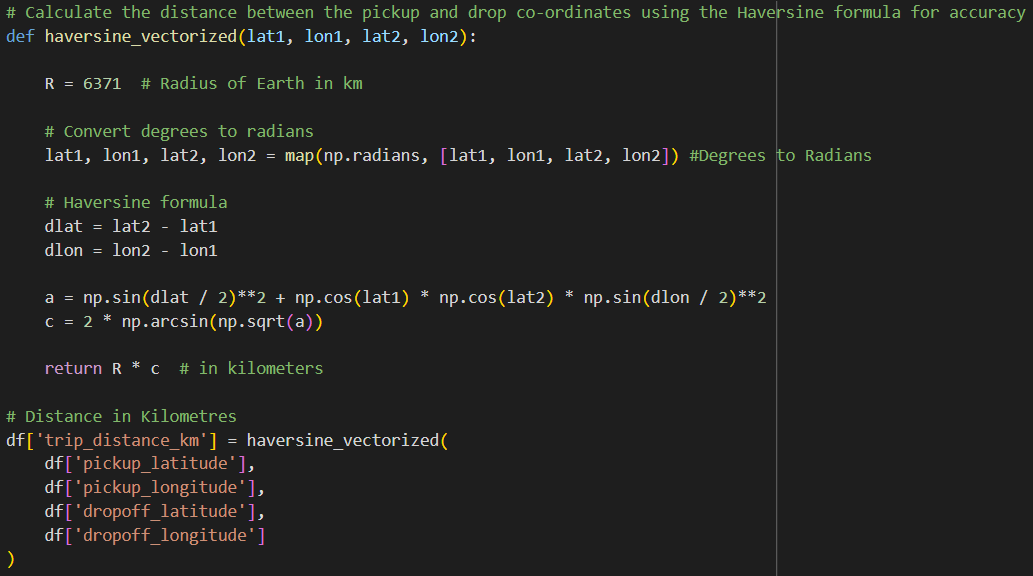 # Calculate the distance between the pickup and drop co-ordinates using the Haversine formula for accuracy
def haversine_vectorized(lat1, lon1, lat2, lon2):
    R = 6371  # Radius of Earth in km
    # Convert degrees to radians
    lat1, lon1, lat2, lon2 = map(np.radians, [lat1, lon1, lat2, lon2]) #Degrees to Radians
    # Haversine formula
    dlat = lat2 - lat1
    dlon = lon2 - lon1
    a = np.sin(dlat / 2)**2 + np.cos(lat1) * np.cos(lat2) * np.sin(dlon / 2)**2
    c = 2 * np.arcsin(np.sqrt(a))
    return R * c  # in kilometers
# Distance in Kilometres
df['trip_distance_km'] = haversine_vectorized(
    df['pickup_latitude'],
    df['pickup_longitude'],
    df['dropoff_latitude'],
    df['dropoff_longitude']
)